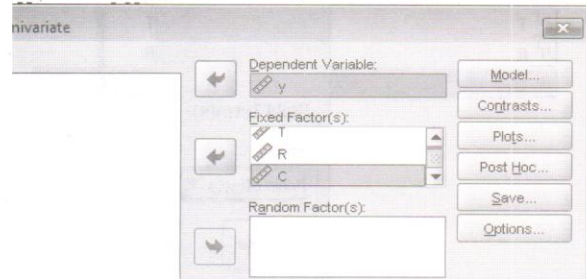 nivariate
Dependent Variable:
y
Model...
Contrasts...
Fixed Factor(s):
T
Plots...
R
C
Post Hoc...
Save...
Random Factor(s):
Options...